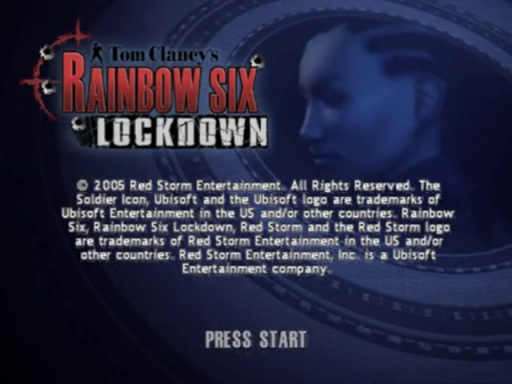 Tom Clancy's
RAINBOW SIX
LOCKDOWN
© 2005 Red Storm Entertainment. All Rights Reserved. The
Soldier Icon, Ubisoft and the Ubisoft logo are trademarks of
Ubisoft Entertainment in the US and/or other countries. Rainbow
Six, Rainbow Six Lockdown, Red Storm and the Red Storm logo
are trademarks of Red Storm Entertainment in the US and/or
other countries. Red Storm Entertainment, Inc. is a Ubisoft
Entertainment company.
PRESS START